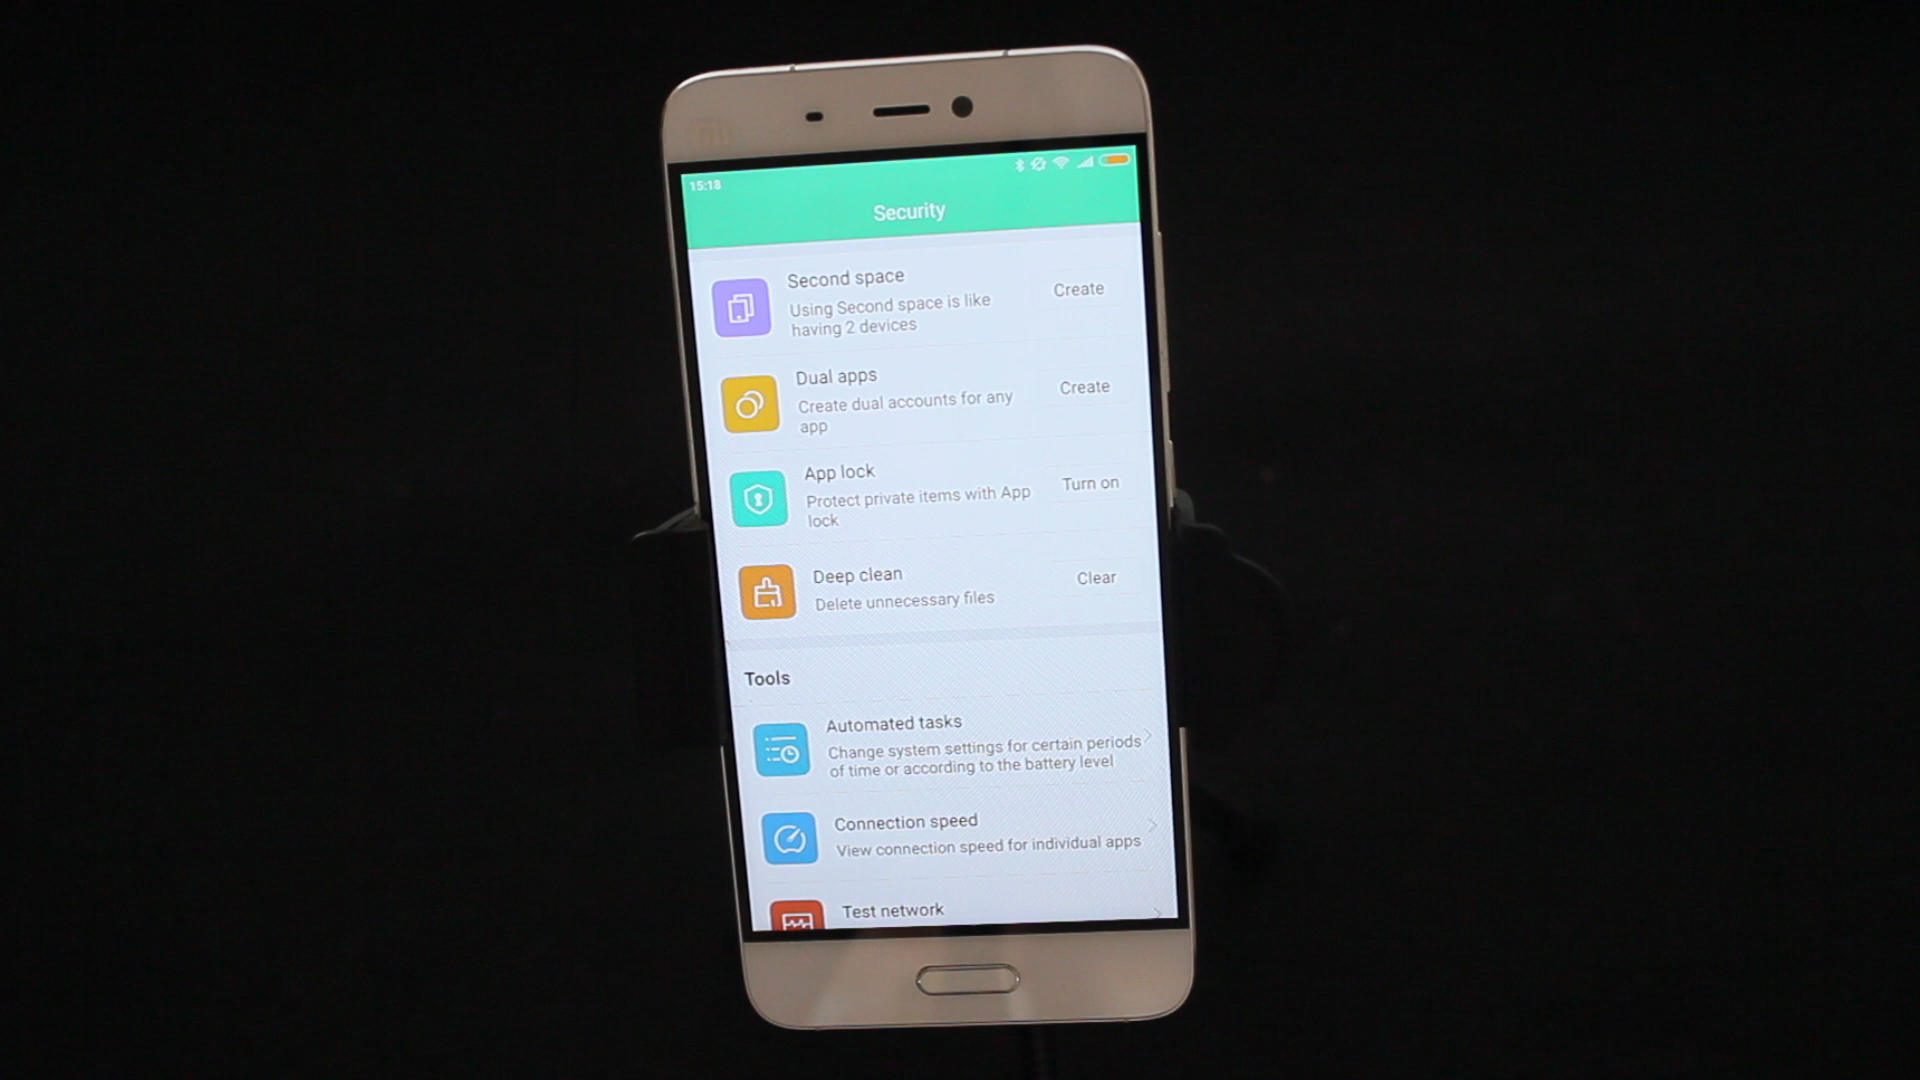 mi
15:18
Security
Second space
Using Second space is like
having 2 devices
Create
Dual apps
Create dual accounts for any
app
Create
App lock
Protect private items with App
lock
Turn on
Deep clean
Delete unnecessary files
Clear
Tools
Automated tasks
Change system settings for certain periods
of time or according to the battery level
Connection speed
View connection speed for individual apps
Test network